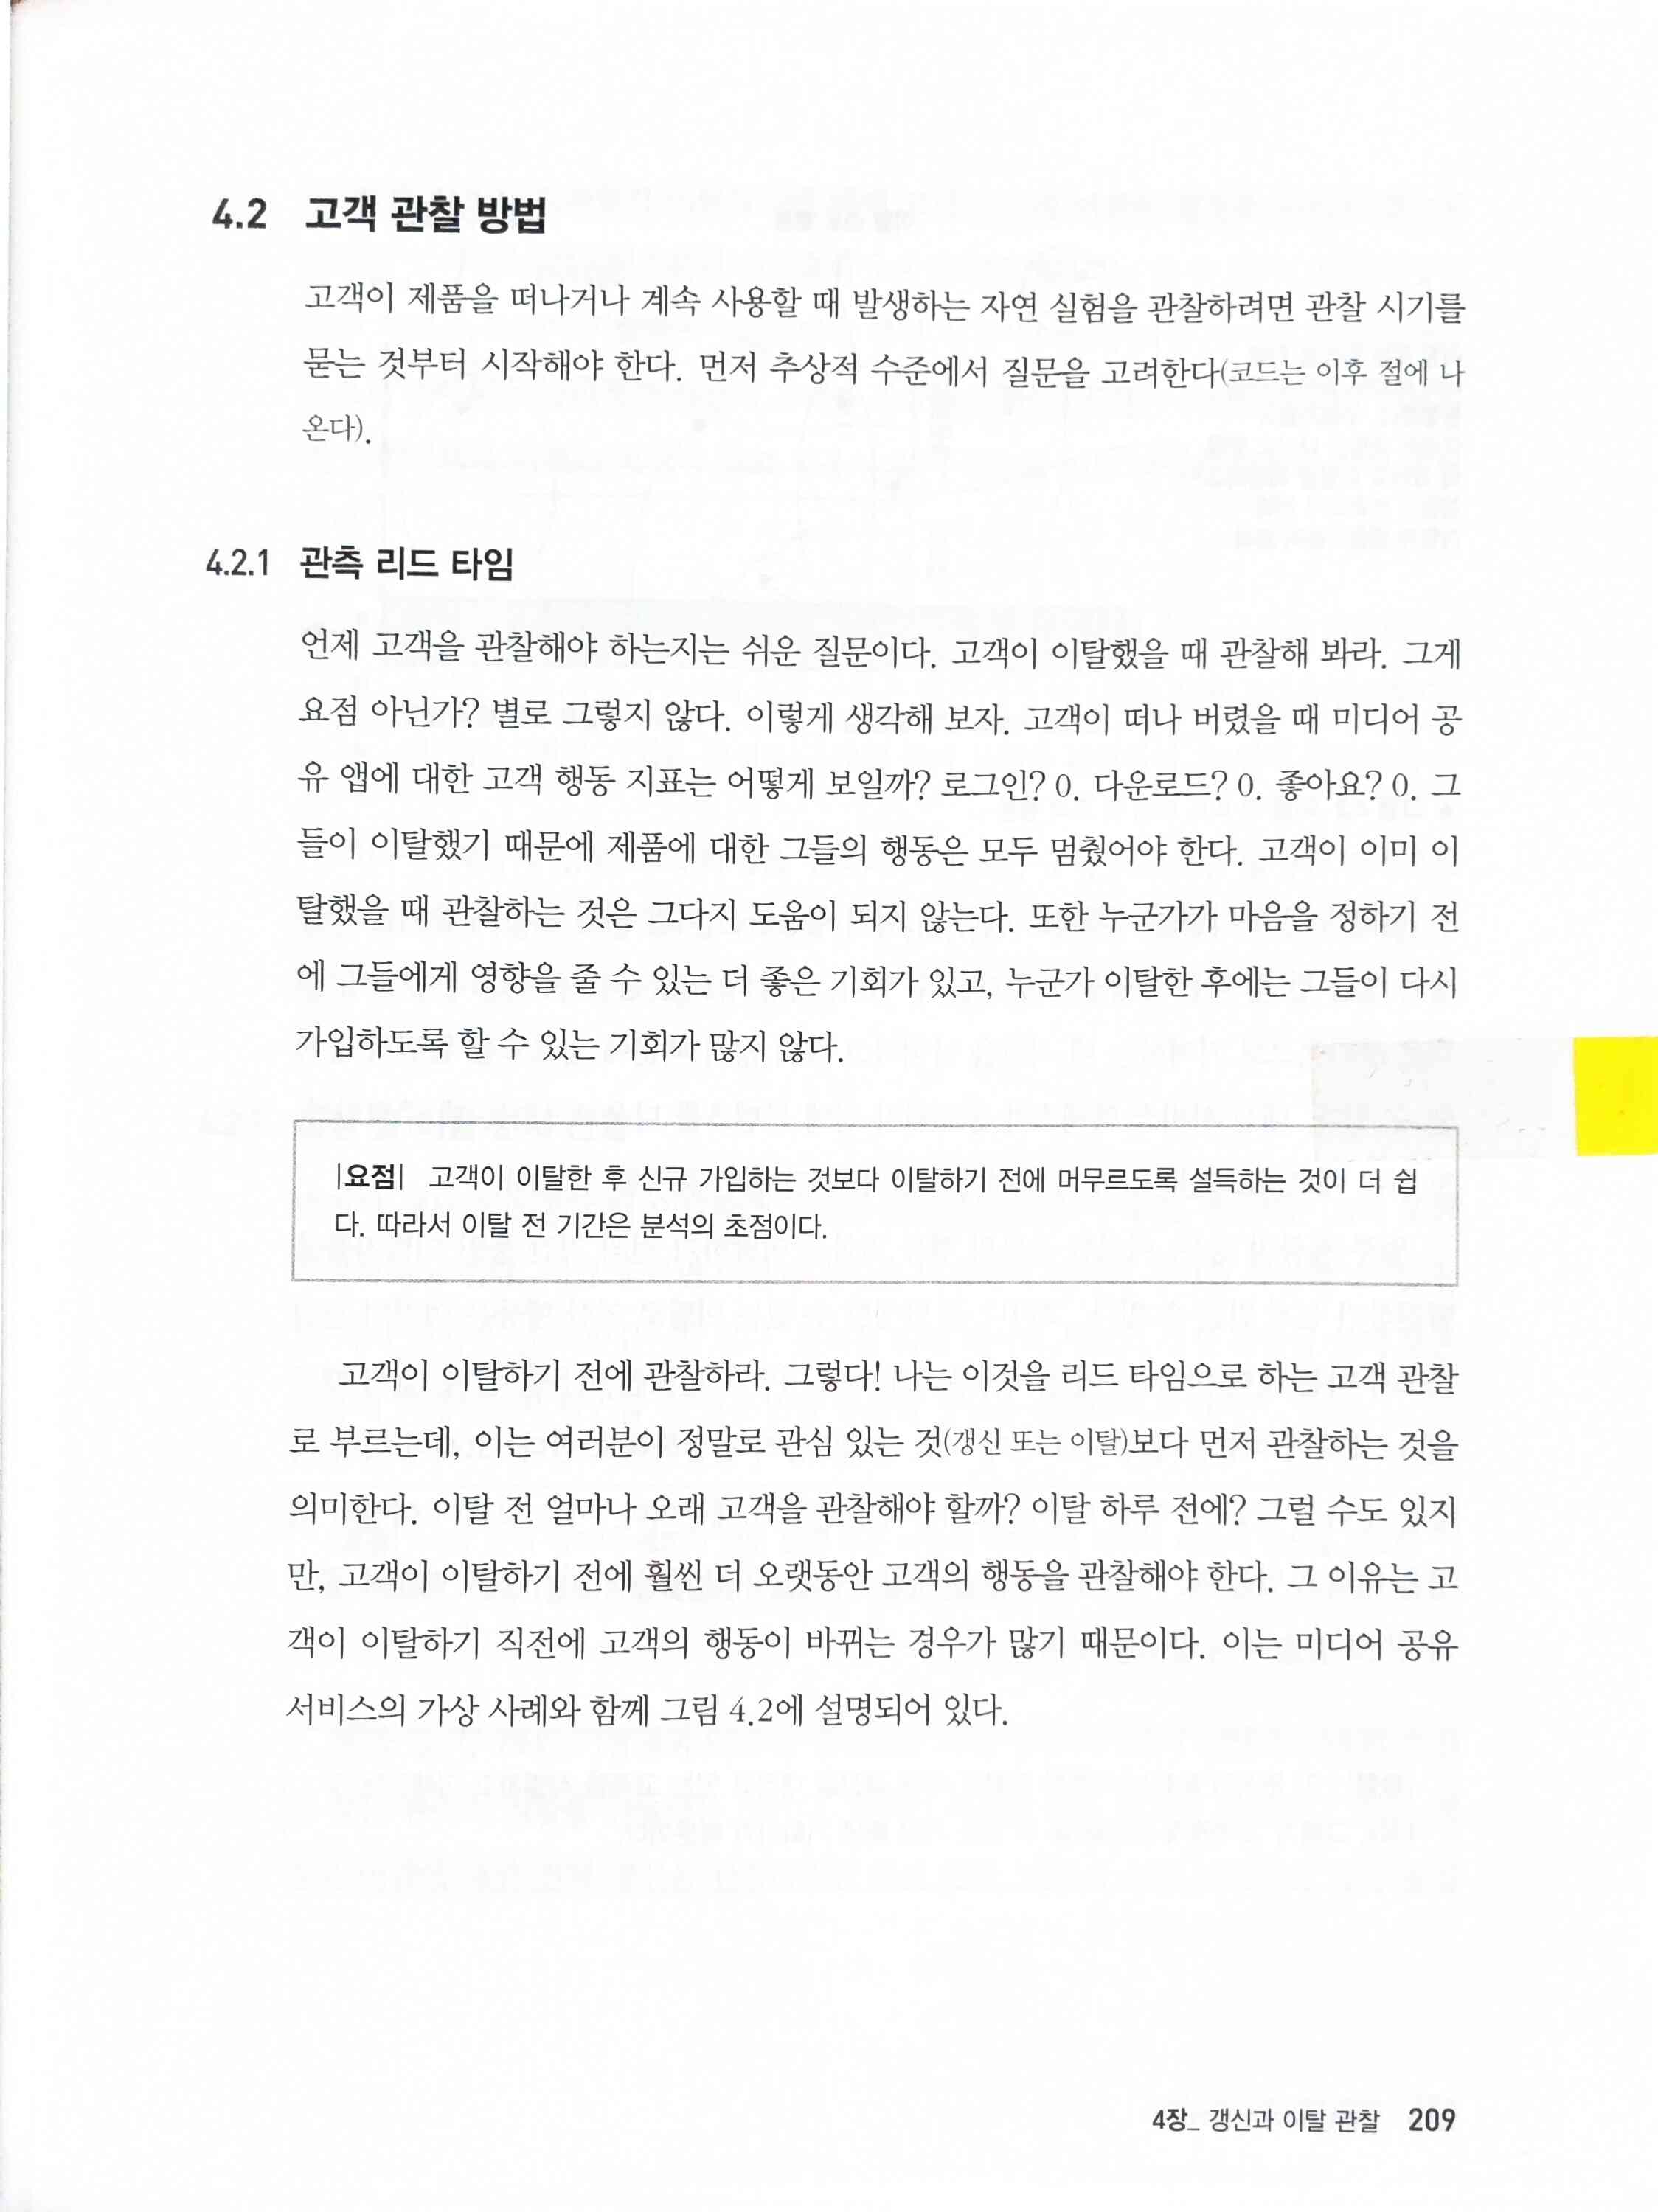 4.2 고객 관찰 방법
고객이 제품을 떠나거나 계속 사용할 때 발생하는 자연 실험을 관찰하려면 관찰 시기를
묻는 것부터 시작해야 한다. 먼저 추상적 수준에서 질문을 고려한다(코드는 이후 절에 나
온다).
4.2.1 관측 리드 타임
언제 고객을 관찰해야 하는지는 쉬운 질문이다. 고객이 이탈했을 때 관찰해 봐라. 그게
요점 아닌가? 별로 그렇지 않다. 이렇게 생각해 보자. 고객이 떠나 버렸을 때 미디어 공
유 앱에 대한 고객 행동 지표는 어떻게 보일까? 로그인? 0. 다운로드? 0. 좋아요? 0. 그
들이 이탈했기 때문에 제품에 대한 그들의 행동은 모두 멈췄어야 한다. 고객이 이미 이
탈했을 때 관찰하는 것은 그다지 도움이 되지 않는다. 또한 누군가가 마음을 정하기 전
에 그들에게 영향을 줄 수 있는 더 좋은 기회가 있고, 누군가 이탈한 후에는 그들이 다시
가입하도록 할 수 있는 기회가 많지 않다.
|요점| 고객이 이탈한 후 신규 가입하는 것보다 이탈하기 전에 머무르도록 설득하는 것이 더 쉽
다. 따라서 이탈 전 기간은 분석의 초점이다.
고객이 이탈하기 전에 관찰하라. 그렇다! 나는 이것을 리드 타임으로 하는 고객 관찰
로 부르는데, 이는 여러분이 정말로 관심 있는 것(갱신 또는 이탈)보다 먼저 관찰하는 것을
의미한다. 이탈 전 얼마나 오래 고객을 관찰해야 할까? 이탈 하루 전에? 그럴 수도 있지
만, 고객이 이탈하기 전에 훨씬 더 오랫동안 고객의 행동을 관찰해야 한다. 그 이유는 고
객이 이탈하기 직전에 고객의 행동이 바뀌는 경우가 많기 때문이다. 이는 미디어 공유
서비스의 가상 사례와 함께 그림 4.2에 설명되어 있다.
4장_ 갱신과 이탈 관찰 209